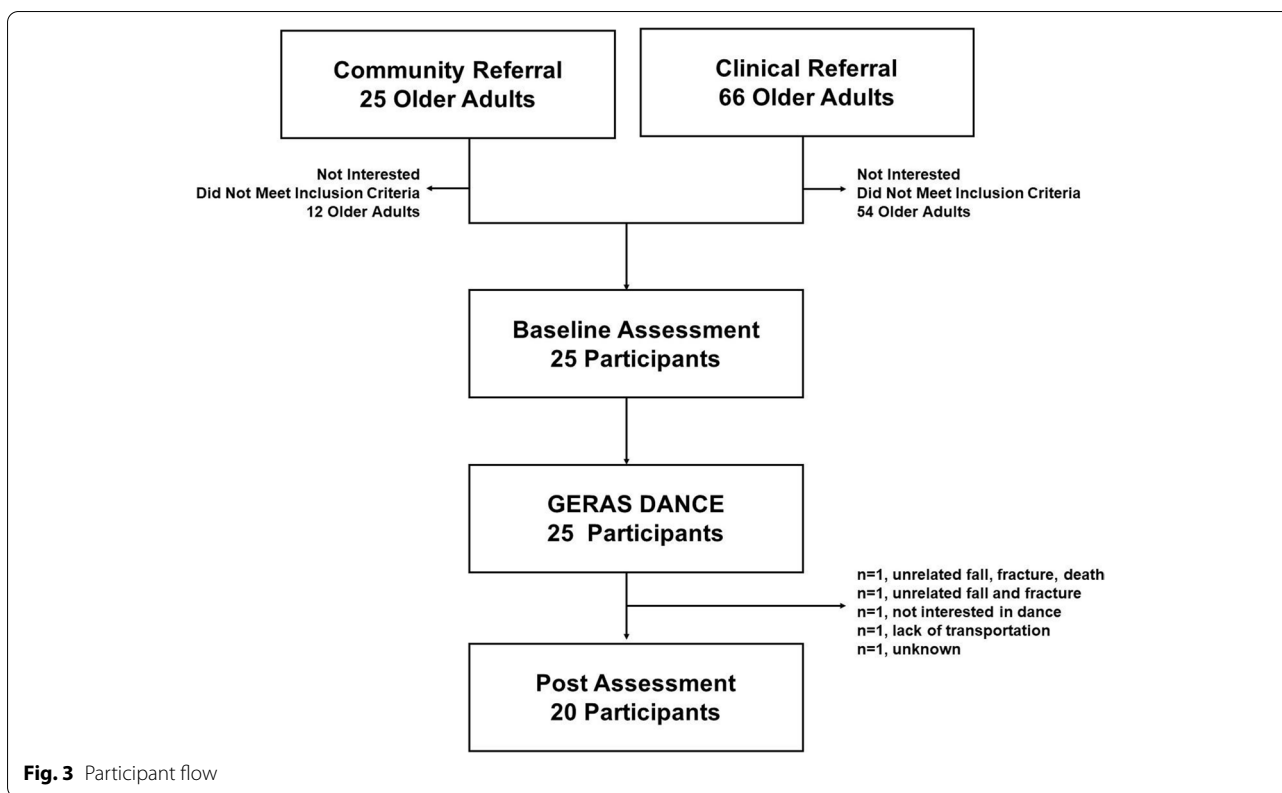 Community Referral
25 Older Adults
Clinical Referral
66 Older Adults
Not Interested
Did Not Meet Inclusion Criteria
12 Older Adults
Not Interested
Did Not Meet Inclusion Criteria
54 Older Adults
Baseline Assessment
25 Participants
GERAS DANCE
25 Participants
n=1, unrelated fall, fracture, death
n=1, unrelated fall and fracture
n=1, not interested in dance
n=1, lack of transportation
n=1, unknown
Post Assessment
20 Participants
Fig. 3 Participant flow